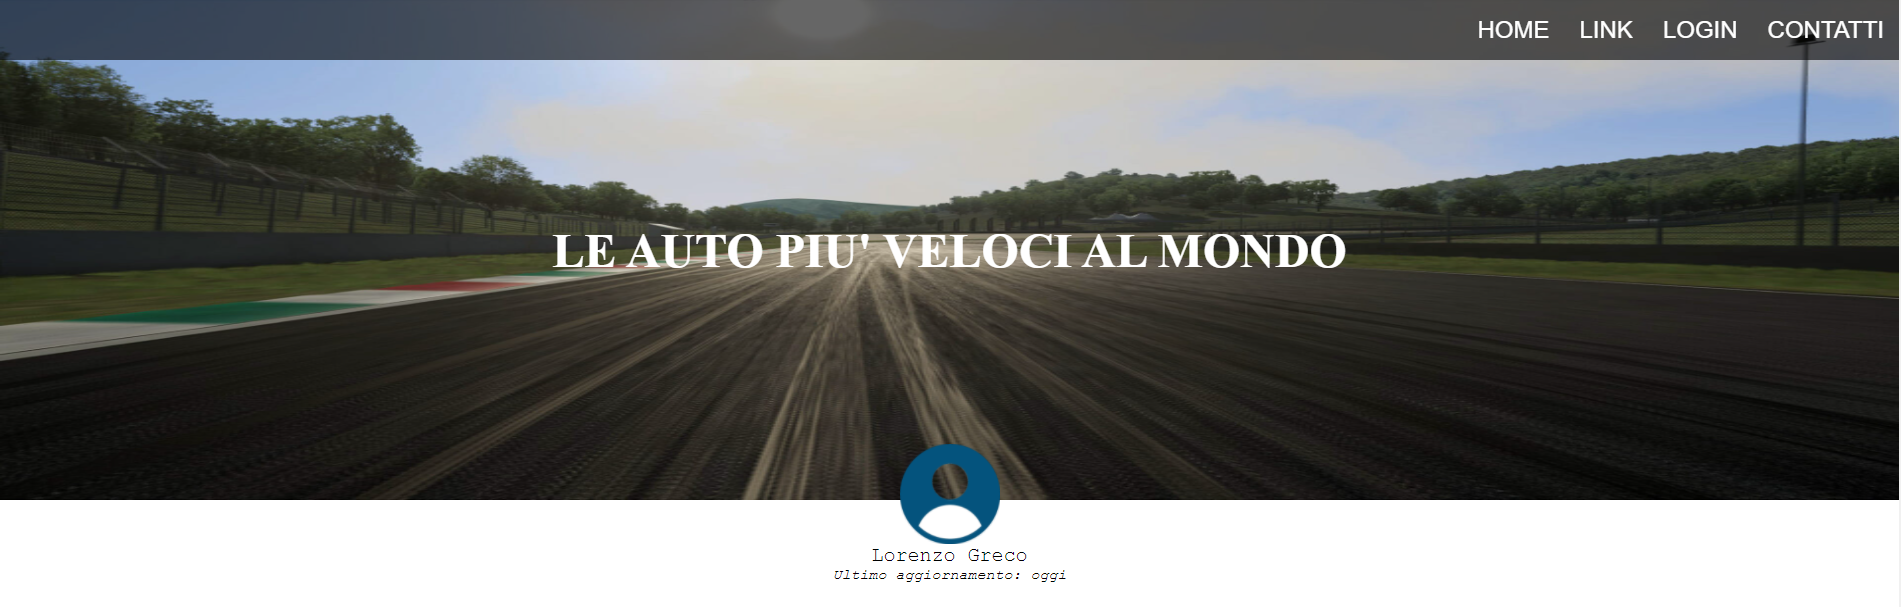 HOME LINK LOGIN CONTATTI
LE AUTO PIU' VELOCI AL MONDO
Lorenzo Greco
Ultimo aggiornamento: oggi